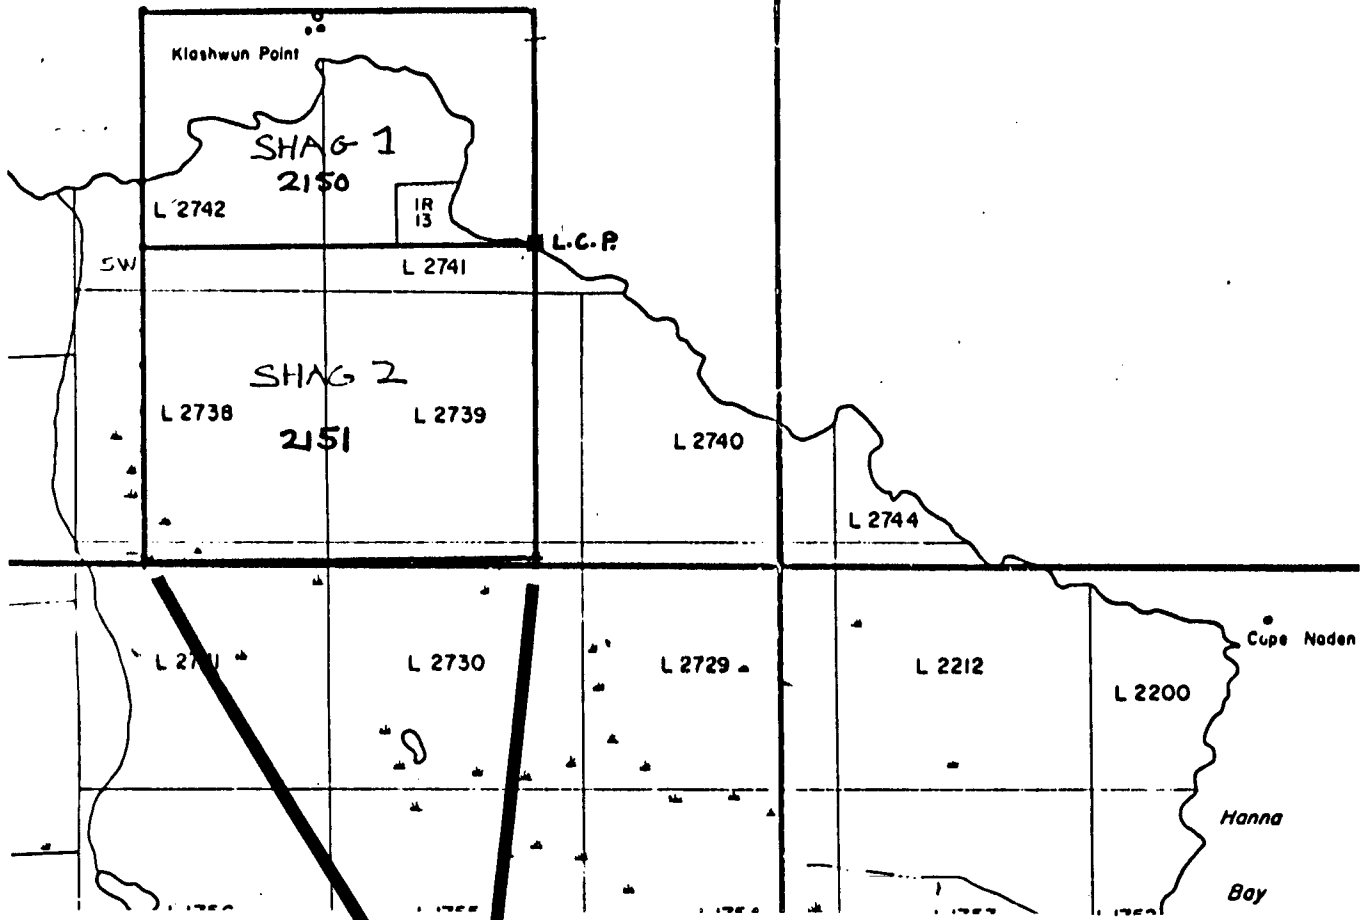 Klashwun Point
SHAG 1
2150
L 2742
IR
13
L.C.P.
SW
L 2741
SHAG 2
L 2738
L 2739
2151
L 2740
L 2744
Cape Naden
L 2730
L 2729
L 2212
L 2200
Hanna
Bay